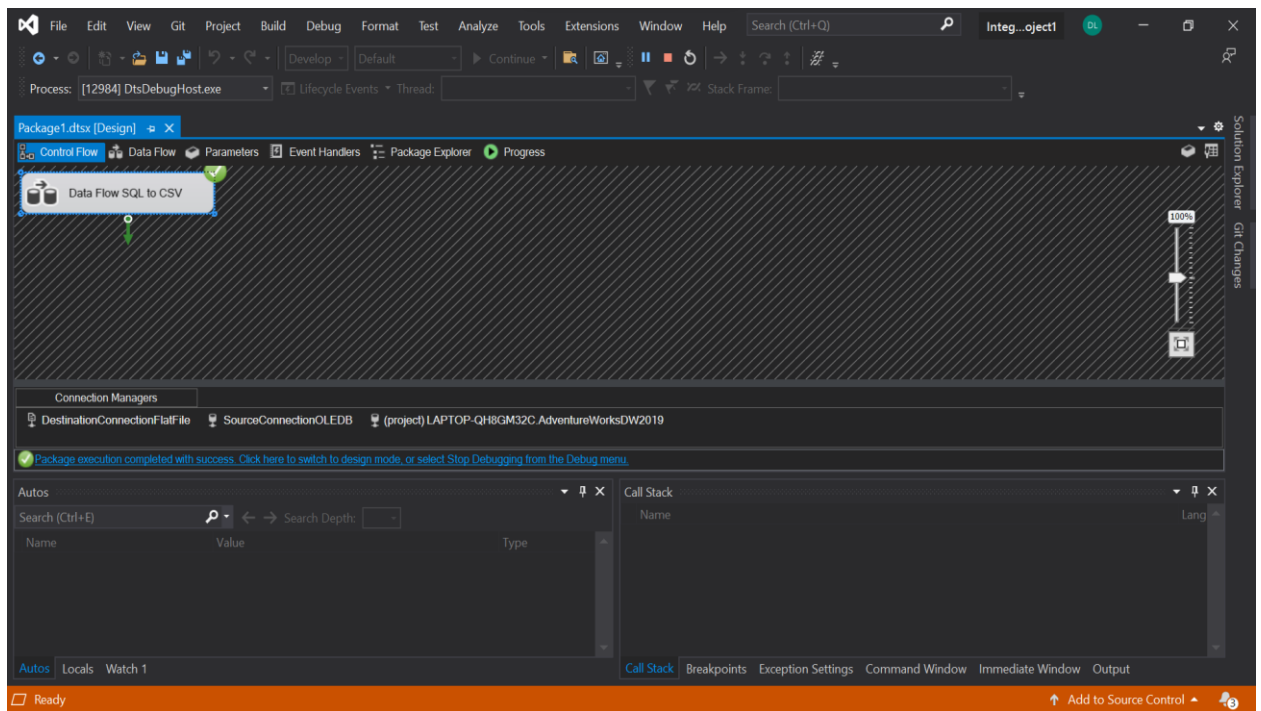 File Edit View Git Project Build Debug Format Test Analyze Tools Extensions Window Help Search (Ctrl+Q) Integ...oject1 DL
Develop Default Continue
Process: [12984] DtsDebugHost.exe Lifecycle Events Thread: Stack Frame:
Package1.dtsx [Design]
Control Flow Data Flow Parameters Event Handlers Package Explorer Progress
Data Flow SQL to CSV
100%
Connection Managers
DestinationConnectionFlatFile SourceConnectionOLEDB (project) LAPTOP-QH8GM32C.AdventureWorksDW2019
Package execution completed with success. Click here to switch to design mode, or select Stop Debugging from the Debug menu.
Solution Explorer
Git Changes
Autos
Search (Ctrl+E) Search Depth:
Name Value Type
Autos Locals Watch 1
Call Stack
Name Lang
Call Stack Breakpoints Exception Settings Command Window Immediate Window Output
Ready Add to Source Control 3